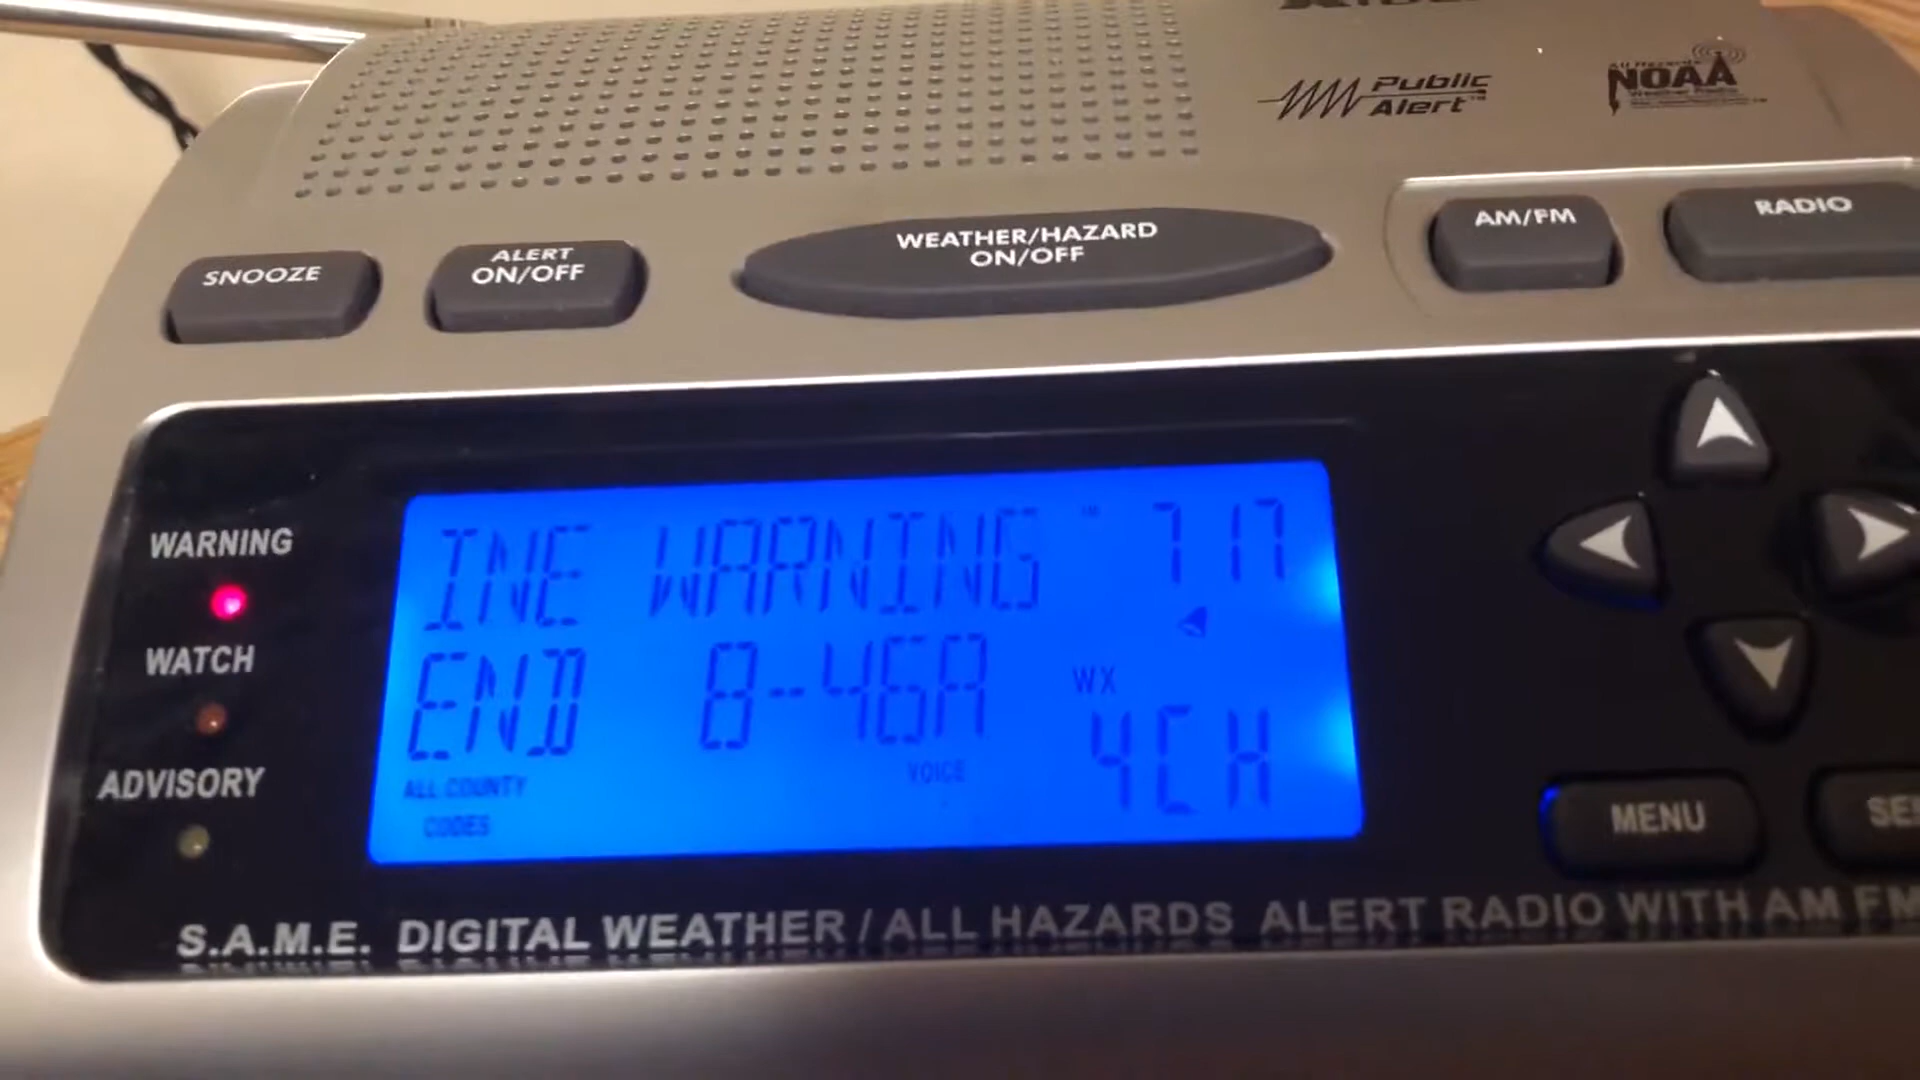 Public
Alert™
NOAA
SNOOZE
ALERT
ON/OFF
WEATHER/HAZARD
ON/OFF
AM/FM
RADIO
WARNING
WATCH
ADVISORY
INE WARNING
7 17
END 8-46A
WX
4CH
VOICE
ALL COUNTY
CODES
MENU
S.A.M.E. DIGITAL WEATHER / ALL HAZARDS ALERT RADIO WITH AM FM